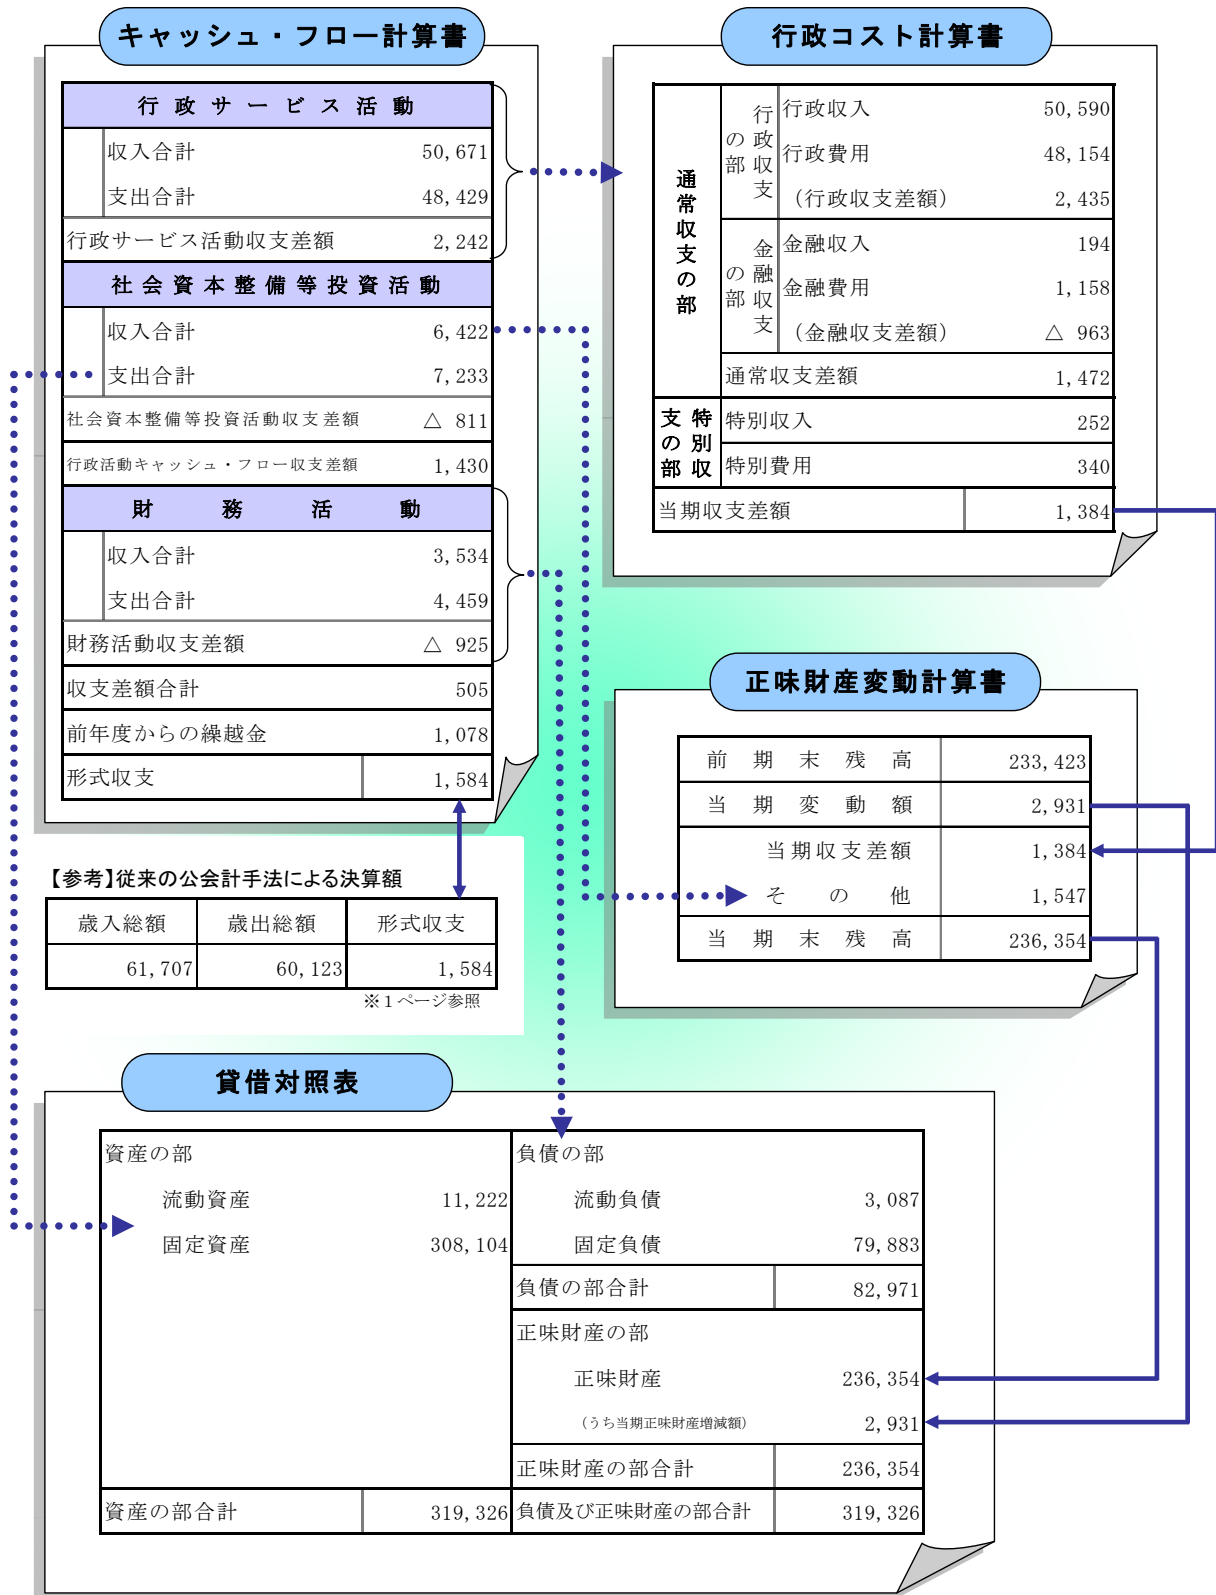 キャッシュ・フロー計算書
行政サービス活動
収入合計 50,671
支出合計 48,429
行政サービス活動収支差額 2,242
社会資本整備等投資活動
収入合計 6,422
支出合計 7,233
社会資本整備等投資活動収支差額 △ 811
行政活動キャッシュ・フロー収支差額 1,430
財務活動
収入合計 3,534
支出合計 4,459
財務活動収支差額 △ 925
収支差額合計 505
前年度からの繰越金 1,078
形式収支 1,584
【参考】従来の公会計手法による決算額
歳入総額 歳出総額 形式収支
61,707 60,123 1,584
※1ページ参照
行政コスト計算書
通常収支の部
行政収支の部
行政収入 50,590
行政費用 48,154
（行政収支差額） 2,435
金融収支の部
金融収入 194
金融費用 1,158
（金融収支差額） △ 963
通常収支差額 1,472
特別収支の部
特別収入 252
特別費用 340
当期収支差額 1,384
正味財産変動計算書
前期末残高 233,423
当期変動額 2,931
当期収支差額 1,384
その他 1,547
当期末残高 236,354
貸借対照表
資産の部
流動資産 11,222
固定資産 308,104
資産の部合計 319,326
負債の部
流動負債 3,087
固定負債 79,883
負債の部合計 82,971
正味財産の部
正味財産 236,354
（うち当期正味財産増減額） 2,931
正味財産の部合計 236,354
負債及び正味財産の部合計 319,326